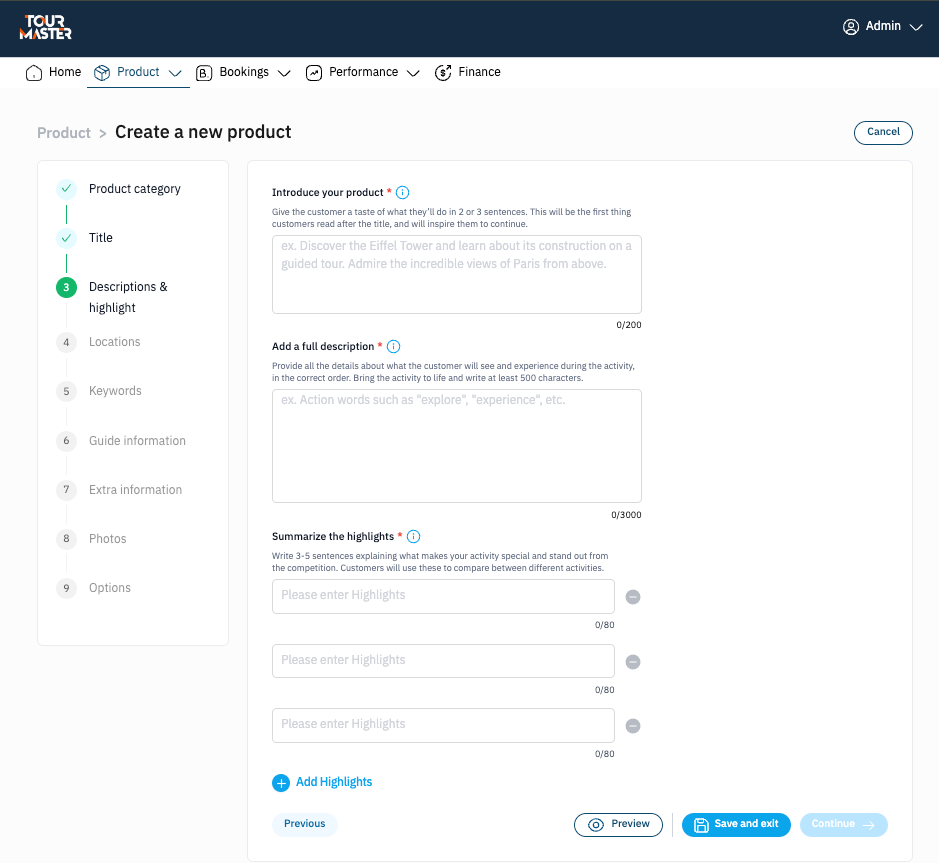 TOUR
MASTER
Admin
Home
Product
B.
Bookings
Performance
Finance
Product > Create a new product
Cancel
Product category
Title
3
Descriptions &
highlight
4
Locations
5
Keywords
6
Guide information
7
Extra information
8
Photos
9
Options
Introduce your product *
Give the customer a taste of what they'll do in 2 or 3 sentences. This will be the first thing
customers read after the title, and will inspire them to continue.
ex. Discover the Eiffel Tower and learn about its construction on a
guided tour. Admire the incredible views of Paris from above.
0/200
Add a full description *
Provide all the details about what the customer will see and experience during the activity,
in the correct order. Bring the activity to life and write at least 500 characters.
ex. Action words such as "explore", "experience", etc.
0/3000
Summarize the highlights *
Write 3-5 sentences explaining what makes your activity special and stand out from
the competition. Customers will use these to compare between different activities.
Please enter Highlights
0/80
Please enter Highlights
0/80
Please enter Highlights
0/80
Add Highlights
Previous
Preview
Save and exit
Continue